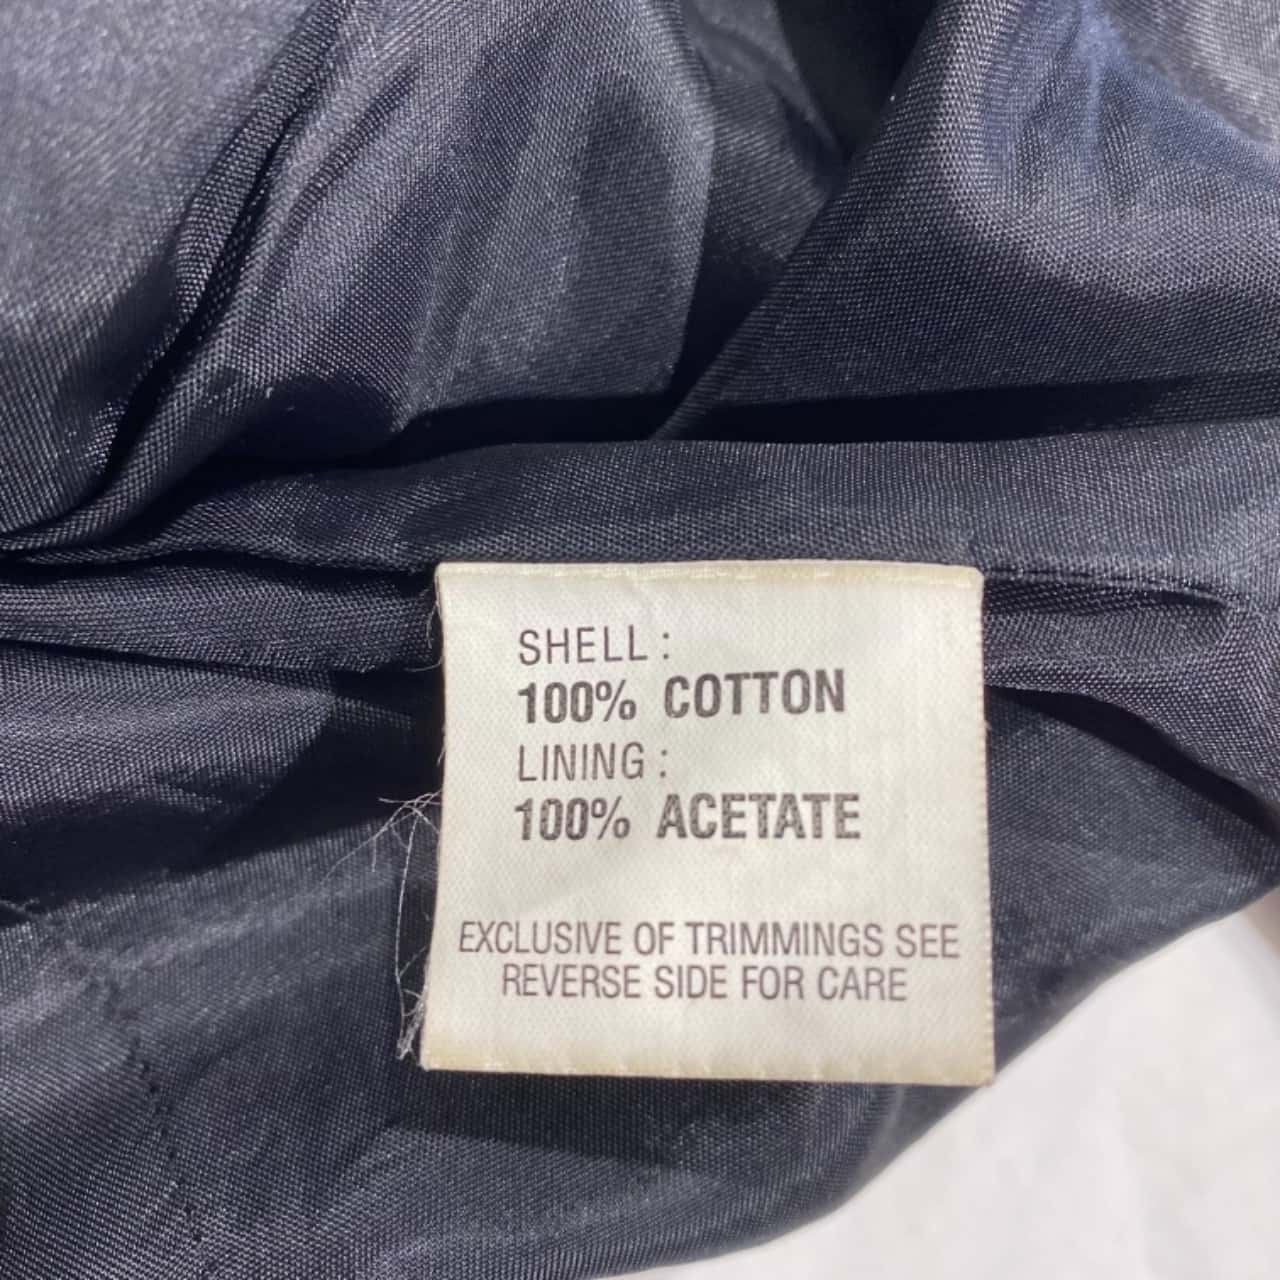 SHELL :
100% COTTON
LINING :
100% ACETATE
EXCLUSIVE OF TRIMMINGS SEE
REVERSE SIDE FOR CARE